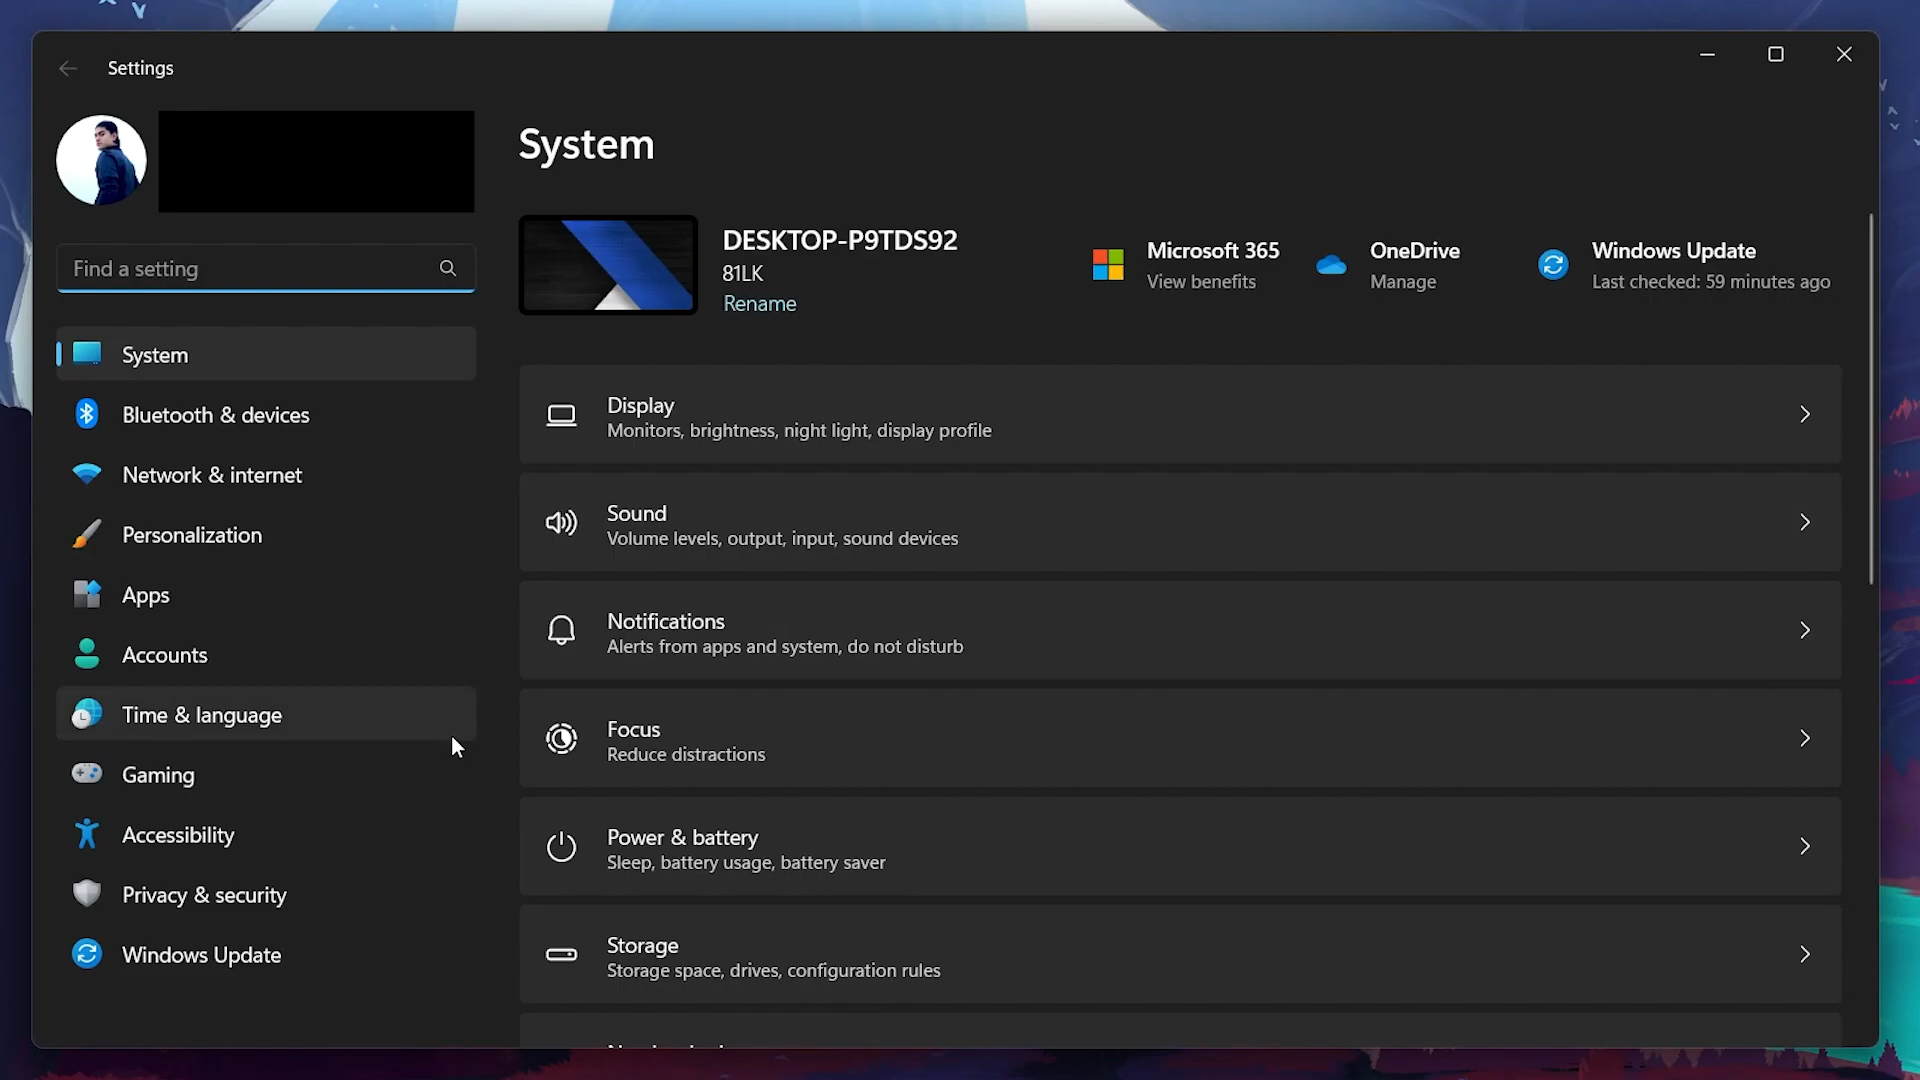 Settings
System
Find a setting
DESKTOP-P9TDS92
81LK
Rename
Microsoft 365
View benefits
OneDrive
Manage
Windows Update
Last checked: 59 minutes ago
System
Bluetooth & devices
Network & internet
Personalization
Apps
Accounts
Time & language
Gaming
Accessibility
Privacy & security
Windows Update
Display
Monitors, brightness, night light, display profile
Sound
Volume levels, output, input, sound devices
Notifications
Alerts from apps and system, do not disturb
Focus
Reduce distractions
Power & battery
Sleep, battery usage, battery saver
Storage
Storage space, drives, configuration rules